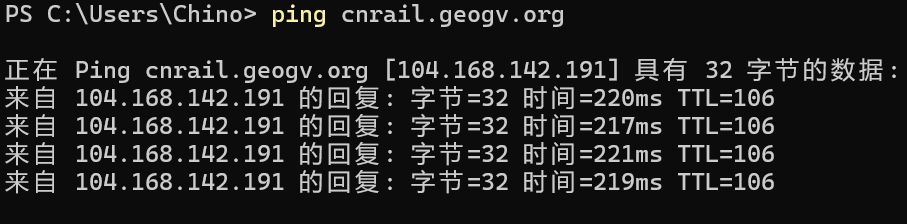 PS C:\Users\Chino> ping cnrail.geogv.org
正在 Ping cnrail.geogv.org [104.168.142.191] 具有 32 字节的数据:
来自 104.168.142.191 的回复: 字节=32 时间=220ms TTL=106
来自 104.168.142.191 的回复: 字节=32 时间=217ms TTL=106
来自 104.168.142.191 的回复: 字节=32 时间=221ms TTL=106
来自 104.168.142.191 的回复: 字节=32 时间=219ms TTL=106